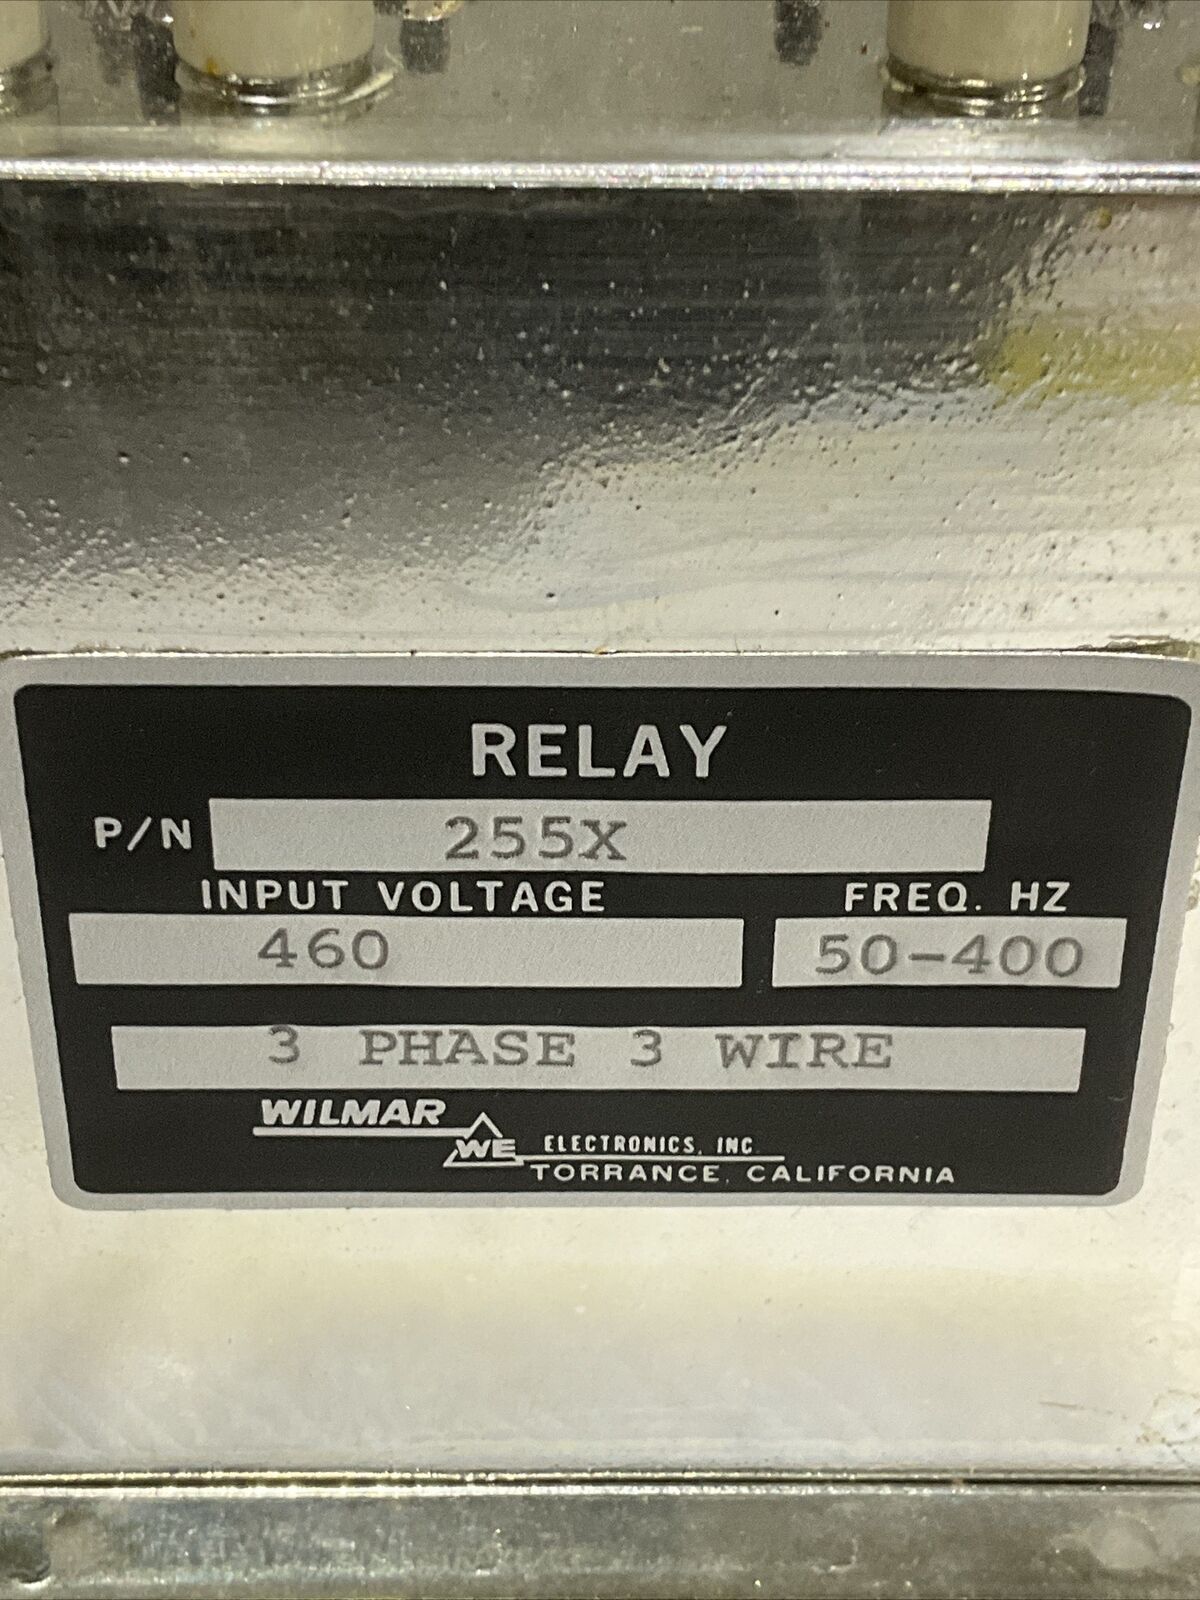 RELAY
P/N 255X
INPUT VOLTAGE FREQ. HZ
460 50-400
3 PHASE 3 WIRE
WILMAR
WE ELECTRONICS, INC.
TORRANCE, CALIFORNIA